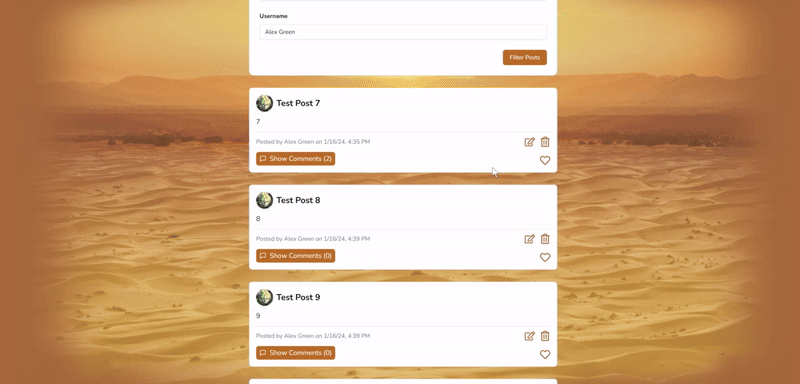 Username
Alex Green
Filter Posts
Test Post 7
7
Posted by Alex Green on 1/16/24, 4:35 PM
Show Comments (2)
Test Post 8
8
Posted by Alex Green on 1/16/24, 4:39 PM
Show Comments (0)
Test Post 9
9
Posted by Alex Green on 1/16/24, 4:39 PM
Show Comments (0)